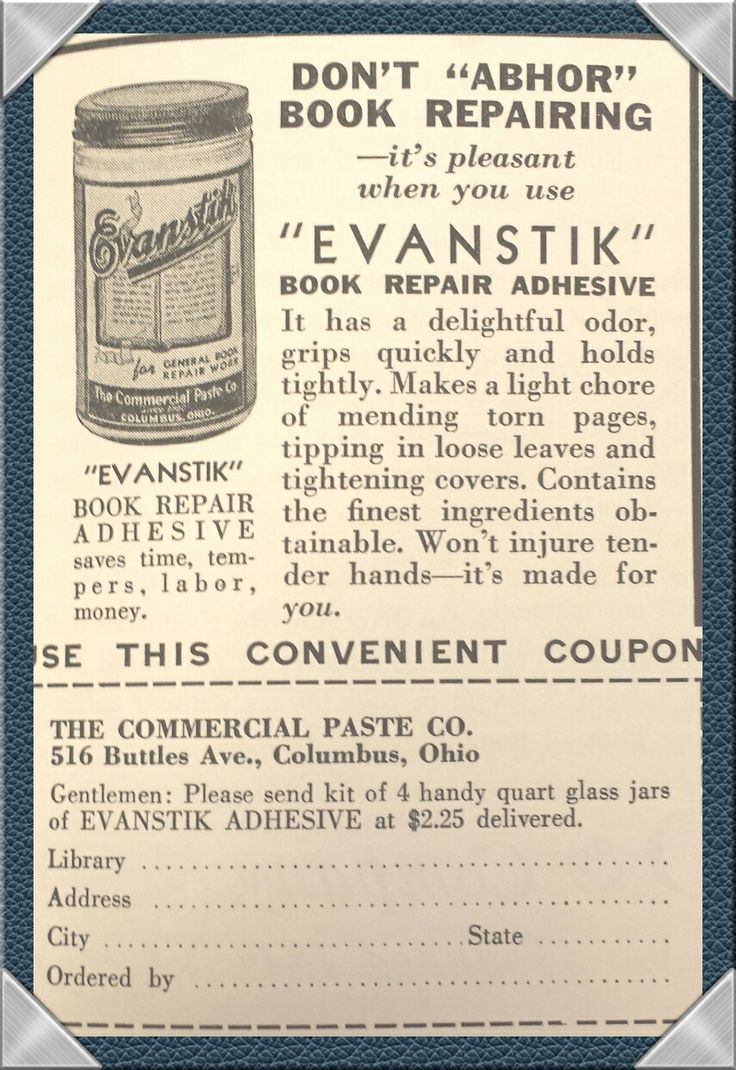 DON'T "ABHOR"
BOOK REPAIRING
—it's pleasant
when you use
"EVANSTIK"
BOOK REPAIR ADHESIVE
It has a delightful odor,
grips quickly and holds
tightly. Makes a light chore
of mending torn pages,
tipping in loose leaves and
tightening covers. Contains
the finest ingredients ob-
tainable. Won't injure ten-
der hands—it's made for
you.
Evanstik
for GENERAL BOOK
REPAIR WORK
The Commercial Paste Co
COLUMBUS, OHIO.
"EVANSTIK"
BOOK REPAIR
ADHESIVE
saves time, tem-
pers, labor,
money.
SE THIS CONVENIENT COUPON
THE COMMERCIAL PASTE CO.
516 Buttles Ave., Columbus, Ohio
Gentlemen: Please send kit of 4 handy quart glass jars
of EVANSTIK ADHESIVE at $2.25 delivered.
Library
Address
City State
Ordered by